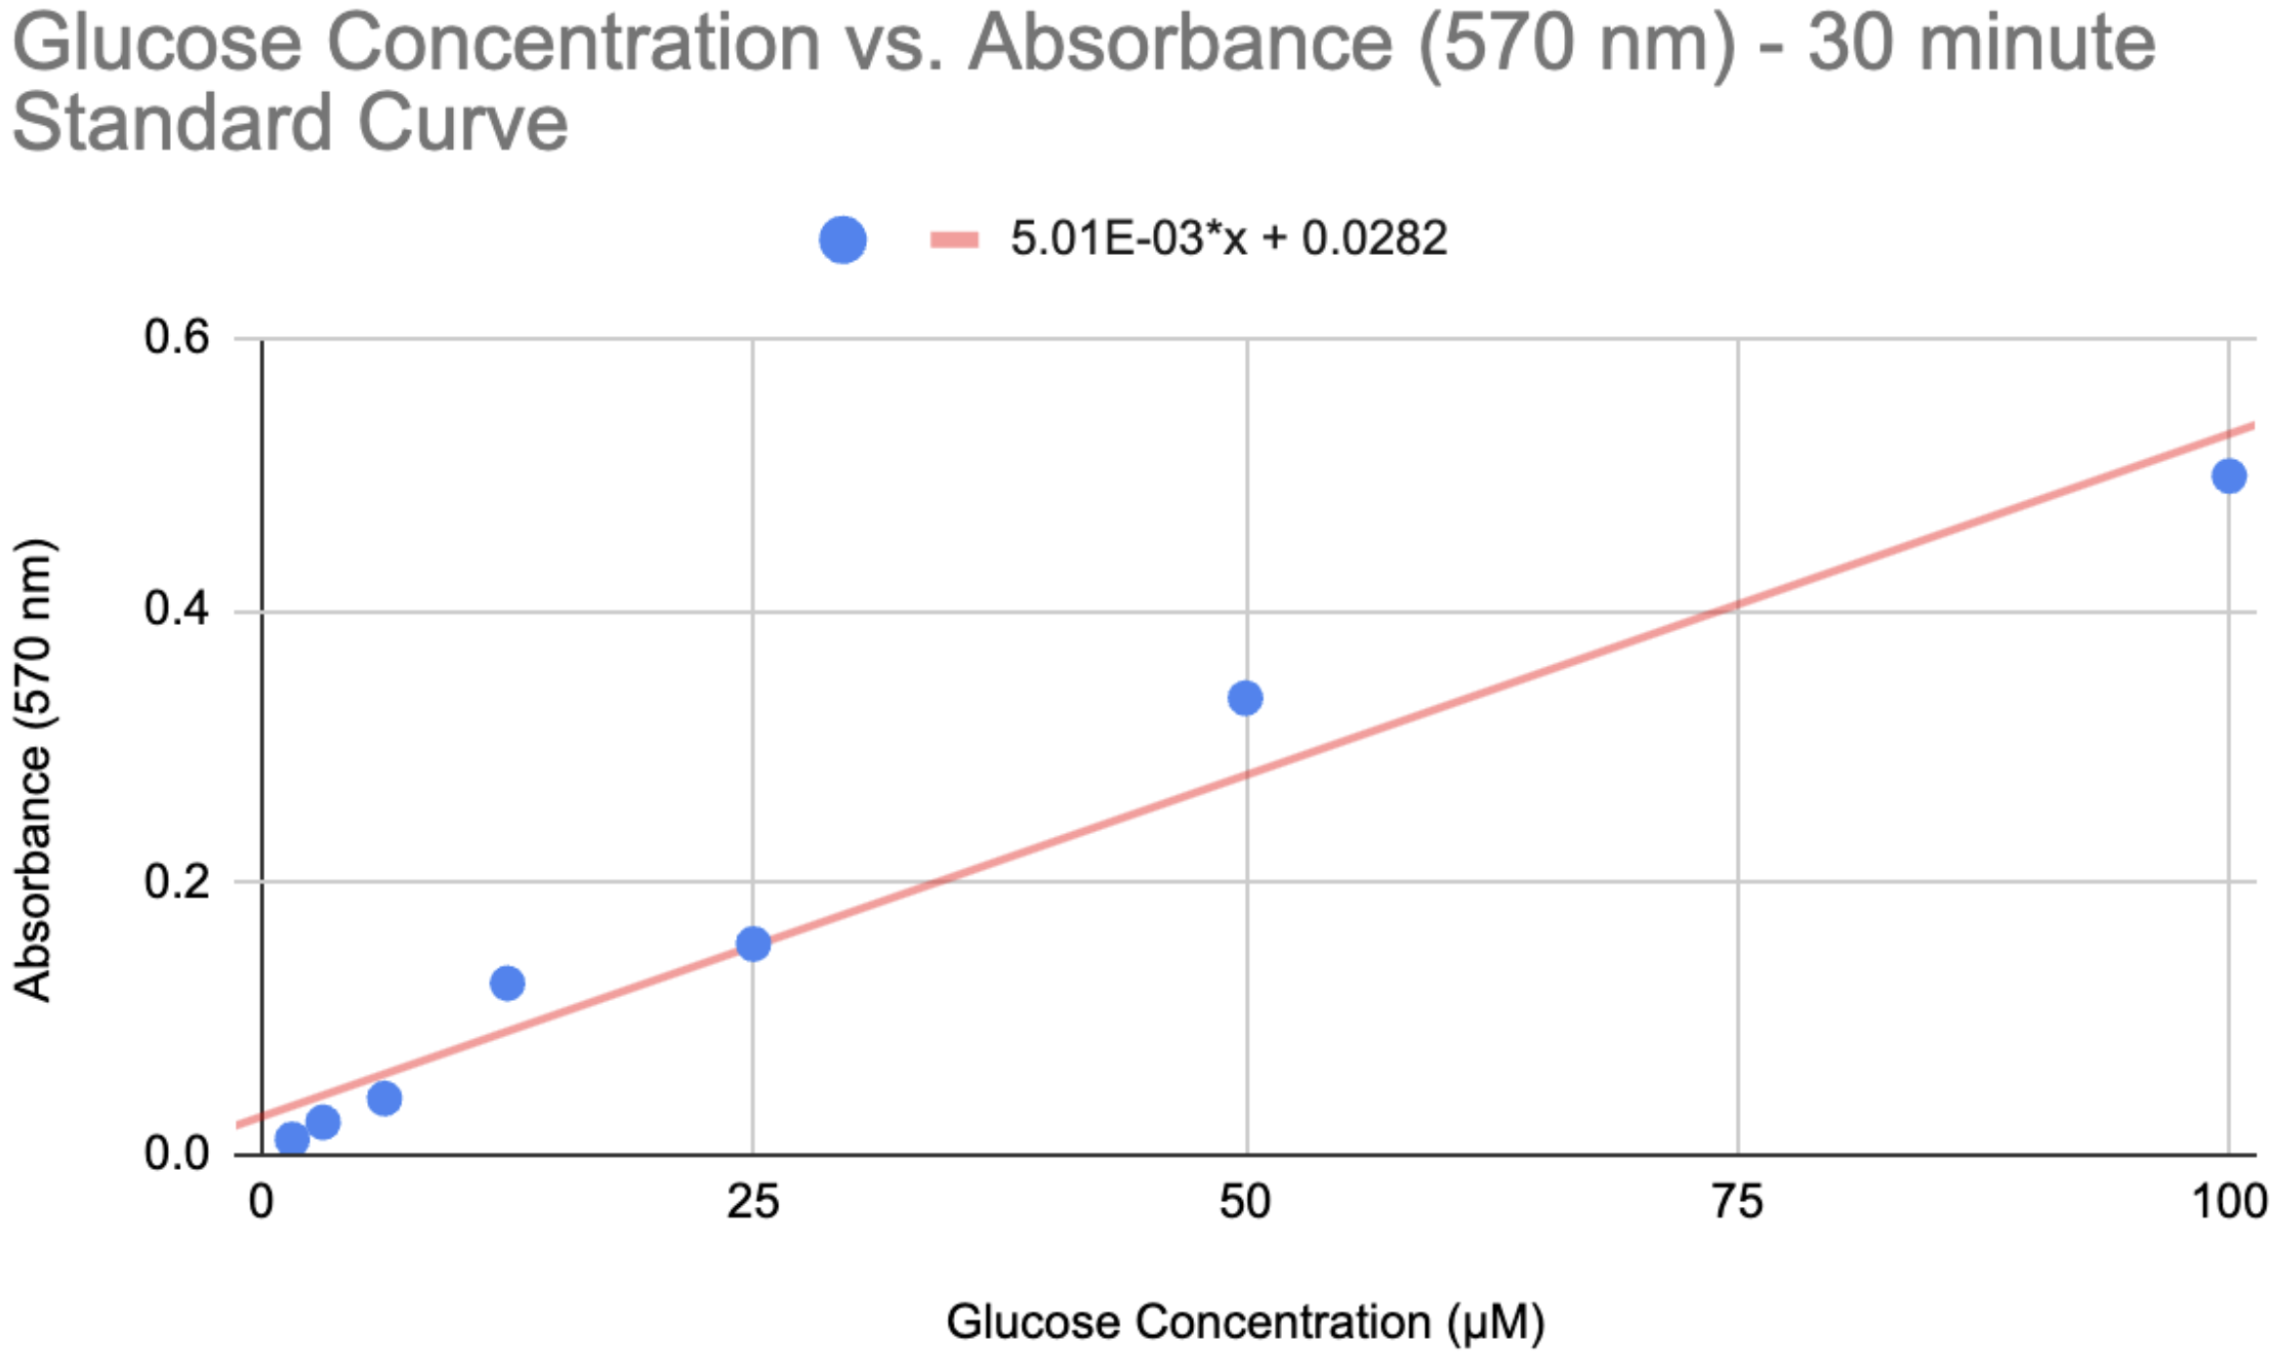 Glucose Concentration vs. Absorbance (570 nm) - 30 minute
Standard Curve
5.01E-03*x + 0.0282
Absorbance (570 nm)
0.6
0.4
0.2
0.0
0 25 50 75 100
Glucose Concentration (μM)